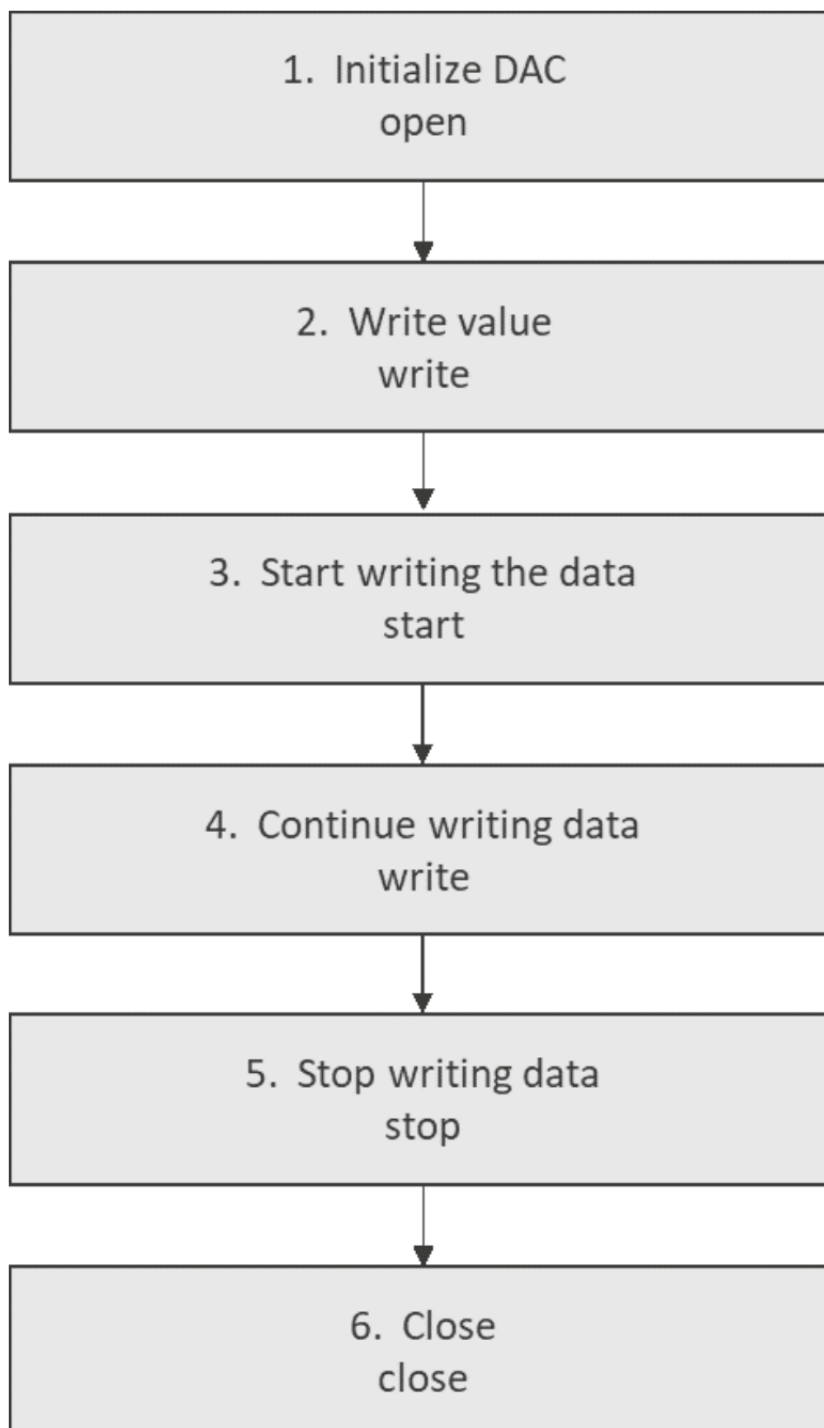 1. Initialize DAC
open
2. Write value
write
3. Start writing the data
start
4. Continue writing data
write
5. Stop writing data
stop
6. Close
close